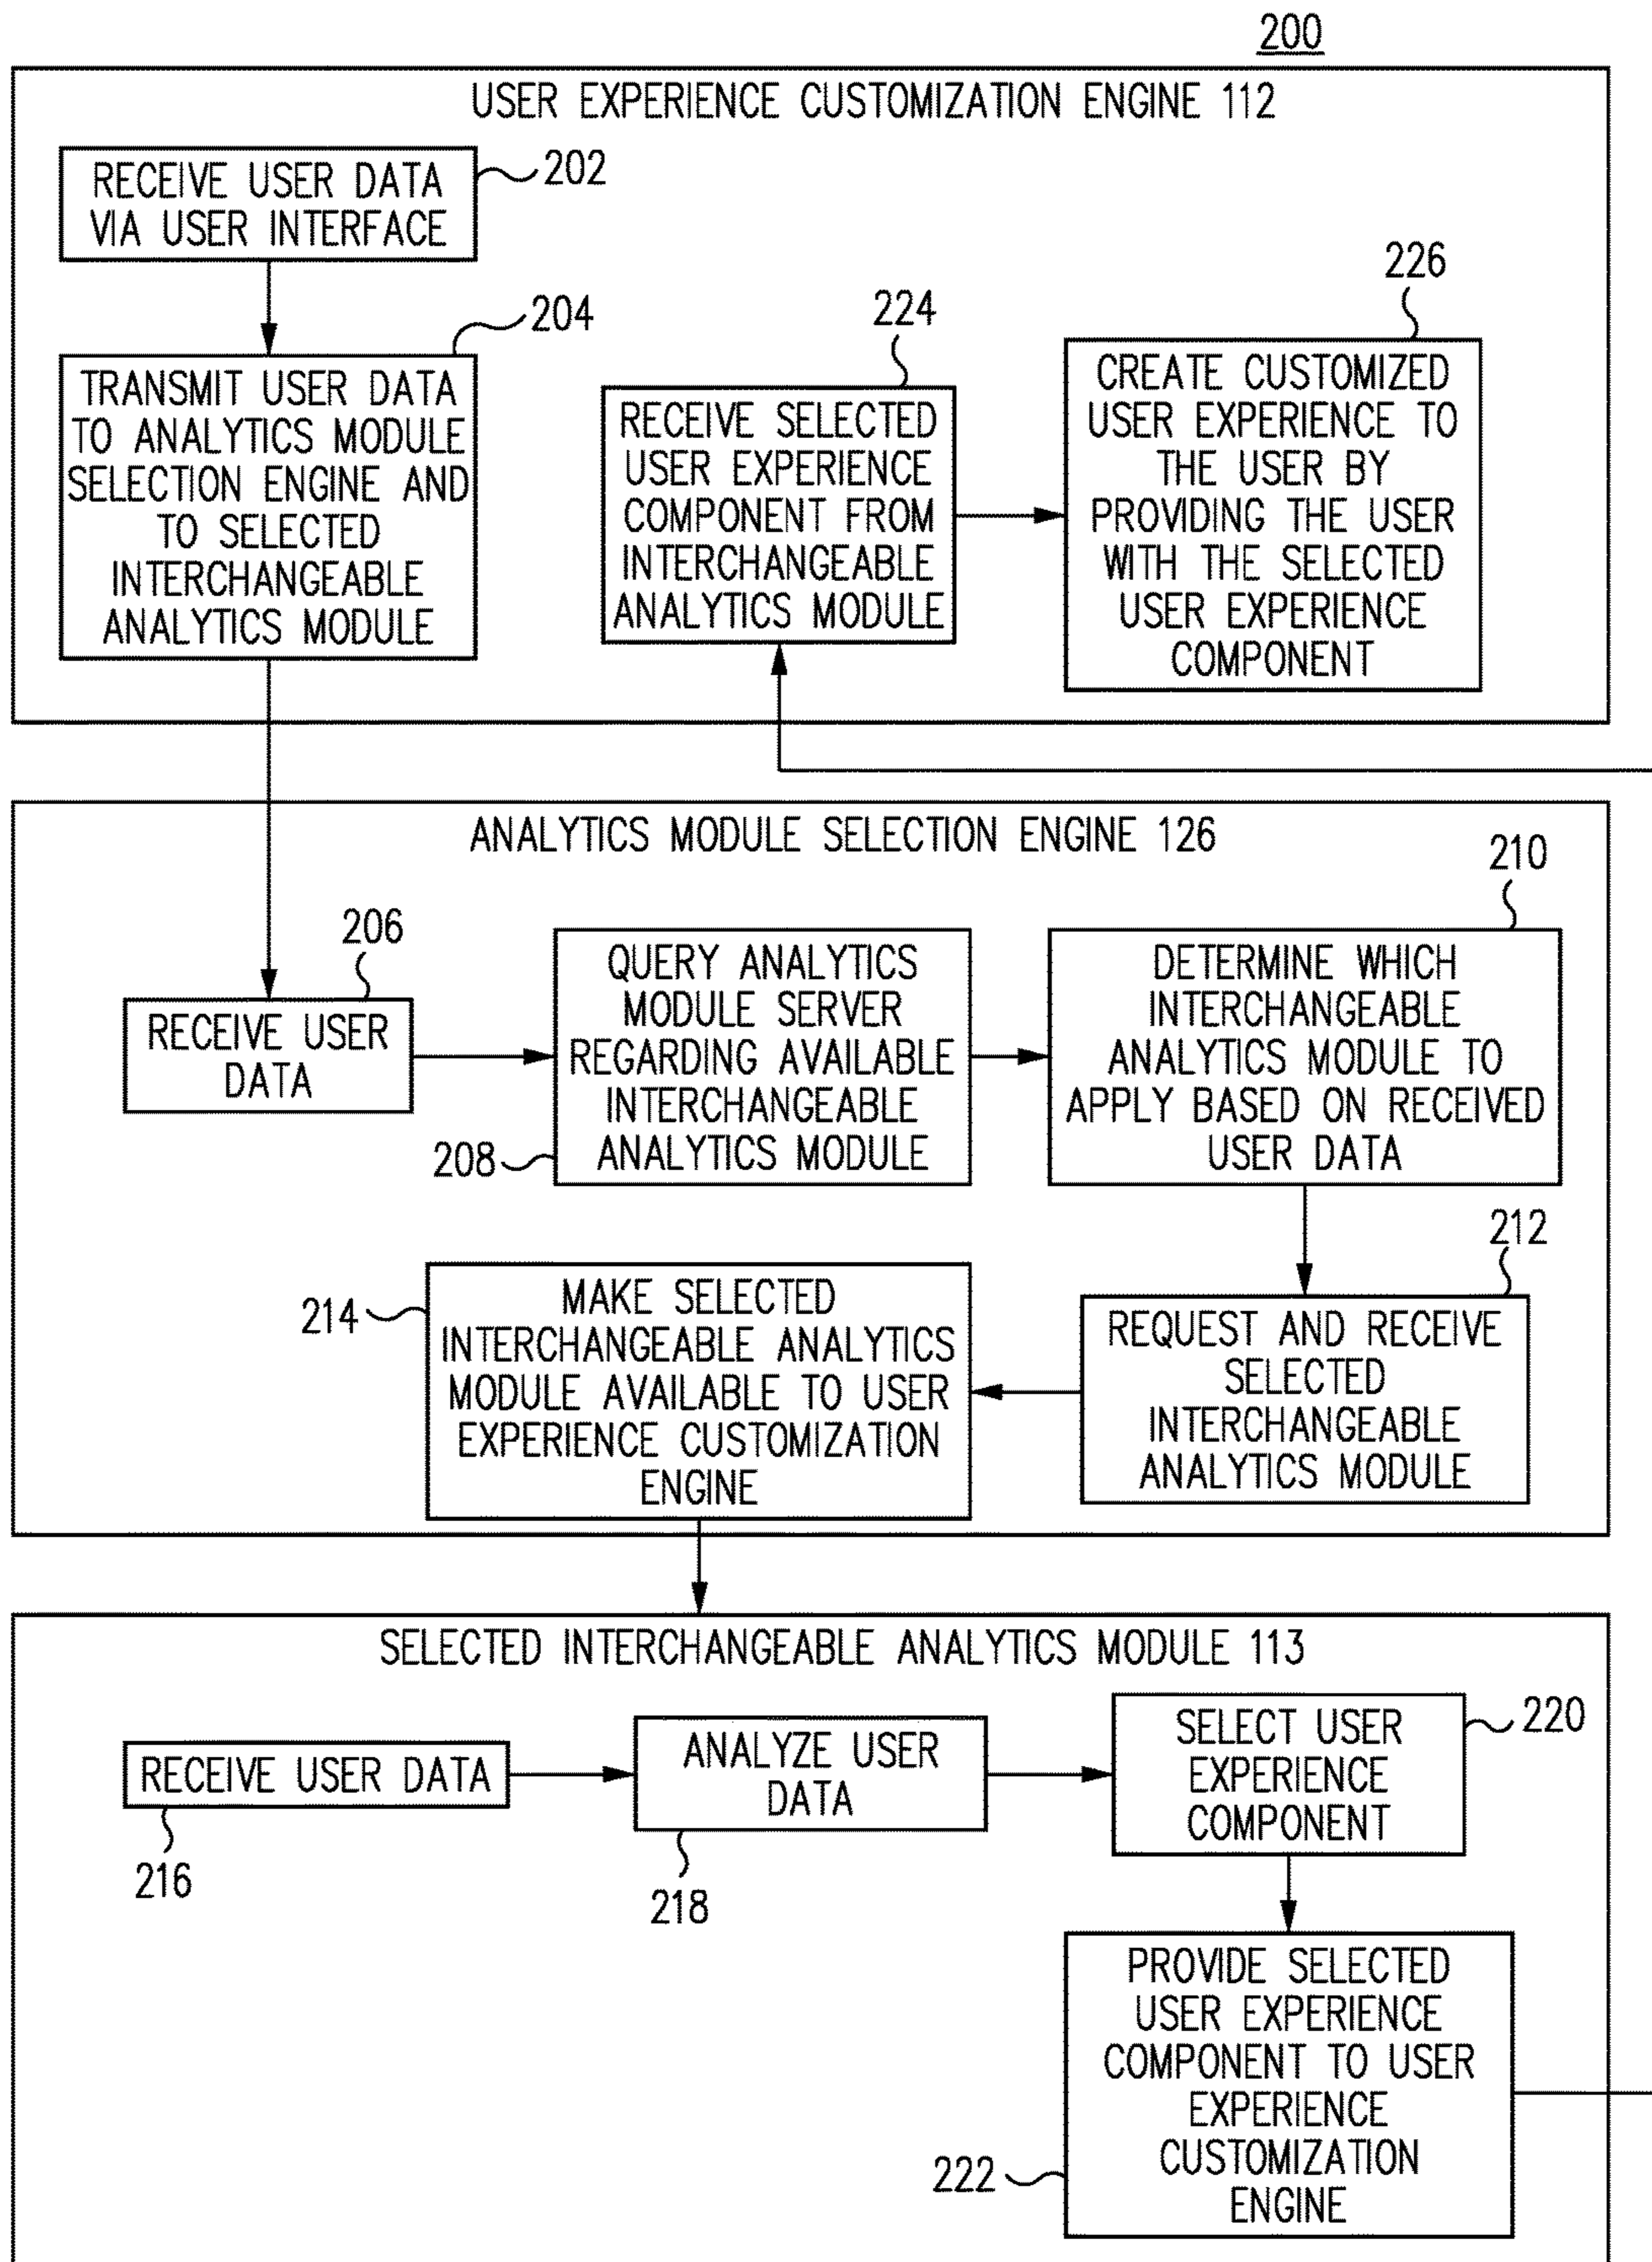 200
USER EXPERIENCE CUSTOMIZATION ENGINE 112
RECEIVE USER DATA
VIA USER INTERFACE
202
TRANSMIT USER DATA
TO ANALYTICS MODULE
SELECTION ENGINE AND
TO SELECTED
INTERCHANGEABLE
ANALYTICS MODULE
204
RECEIVE SELECTED
USER EXPERIENCE
COMPONENT FROM
INTERCHANGEABLE
ANALYTICS MODULE
224
CREATE CUSTOMIZED
USER EXPERIENCE TO
THE USER BY
PROVIDING THE USER
WITH THE SELECTED
USER EXPERIENCE
COMPONENT
226
ANALYTICS MODULE SELECTION ENGINE 126
206
RECEIVE USER
DATA
QUERY ANALYTICS
MODULE SERVER
REGARDING AVAILABLE
INTERCHANGEABLE
ANALYTICS MODULE
208
210
DETERMINE WHICH
INTERCHANGEABLE
ANALYTICS MODULE TO
APPLY BASED ON RECEIVED
USER DATA
212
REQUEST AND RECEIVE
SELECTED
INTERCHANGEABLE
ANALYTICS MODULE
214
MAKE SELECTED
INTERCHANGEABLE ANALYTICS
MODULE AVAILABLE TO USER
EXPERIENCE CUSTOMIZATION
ENGINE
SELECTED INTERCHANGEABLE ANALYTICS MODULE 113
RECEIVE USER DATA
216
ANALYZE USER
DATA
218
SELECT USER
EXPERIENCE
COMPONENT
220
PROVIDE SELECTED
USER EXPERIENCE
COMPONENT TO USER
EXPERIENCE
CUSTOMIZATION
ENGINE
222